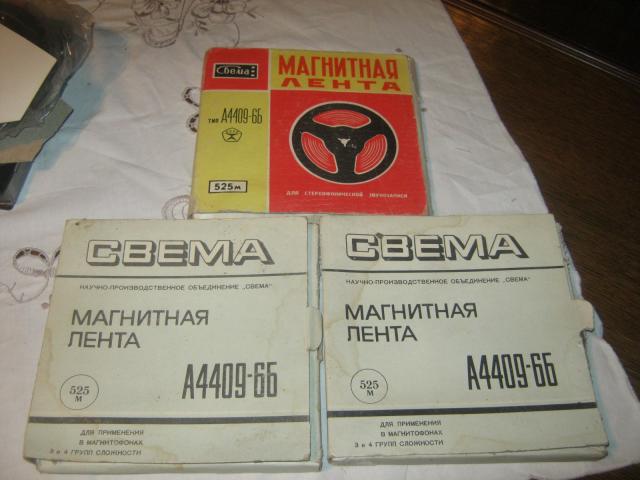 Свема
МАГНИТНАЯ
ЛЕНТА
тип А4409-6Б
525м
ДЛЯ СТЕРЕОФОНИЧЕСКОЙ ЗВУКОЗАПИСИ
СВЕМА
НАУЧНО-ПРОИЗВОДСТВЕННОЕ ОБЪЕДИНЕНИЕ „СВЕМА"
МАГНИТНАЯ
ЛЕНТА
525
М
А4409-6Б
ДЛЯ ПРИМЕНЕНИЯ
В МАГНИТОФОНАХ
3 и 4 ГРУПП СЛОЖНОСТИ
СВЕМА
НАУЧНО-ПРОИЗВОДСТВЕННОЕ ОБЪЕДИНЕНИЕ „СВЕМА"
МАГНИТНАЯ
ЛЕНТА
525
М
А4409-6Б
ДЛЯ ПРИМЕНЕНИЯ
В МАГНИТОФОНАХ
3 и 4 ГРУПП СЛОЖНОСТИ